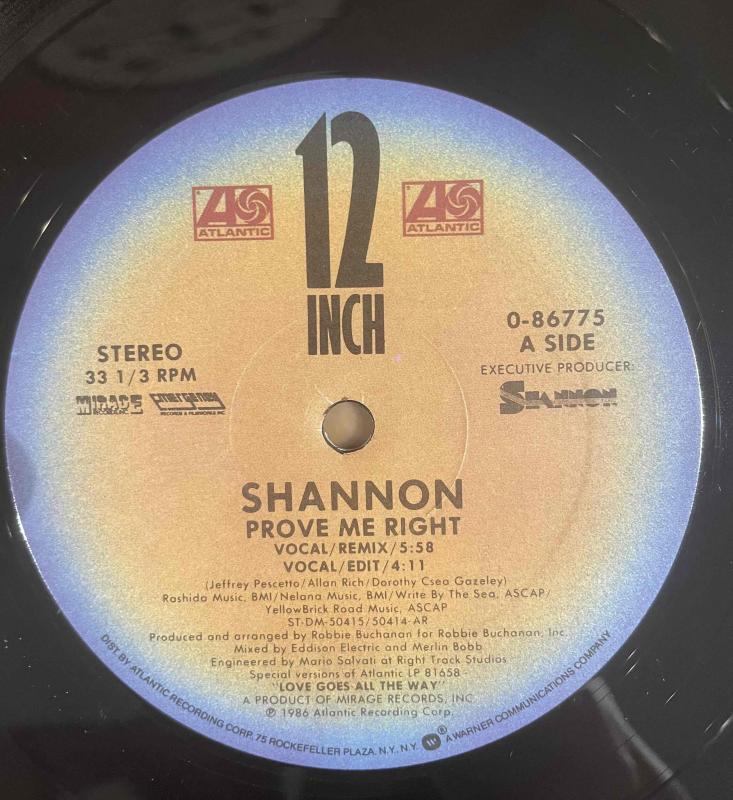 12
INCH
ATLANTIC
ATLANTIC
STEREO
33 1/3 RPM
MIRAGE
Emergency
RECORDS & FILMWORKS INC.
0-86775
A SIDE
EXECUTIVE PRODUCER:
SHANNON
SHANNON
PROVE ME RIGHT
VOCAL/REMIX/5:58
VOCAL/EDIT/4:11
(Jeffrey Pescetto/Allan Rich/Dorothy Csea Gazeley)
Rashida Music, BMI/Nelana Music, BMI/Write By The Sea, ASCAP/
YellowBrick Road Music, ASCAP
ST-DM-50415/50414-AR
Produced and arranged by Robbie Buchanan for Robbie Buchanan, Inc.
Mixed by Eddison Electric and Merlin Bobb
Engineered by Mario Salvati at Right Track Studios
Special versions of Atlantic LP 81658 -
"LOVE GOES ALL THE WAY"
A PRODUCT OF MIRAGE RECORDS, INC.
℗ 1986 Atlantic Recording Corp.
DIST. BY ATLANTIC RECORDING CORP. 75 ROCKEFELLER PLAZA, N.Y., N.Y. ® A WARNER COMMUNICATIONS COMPANY